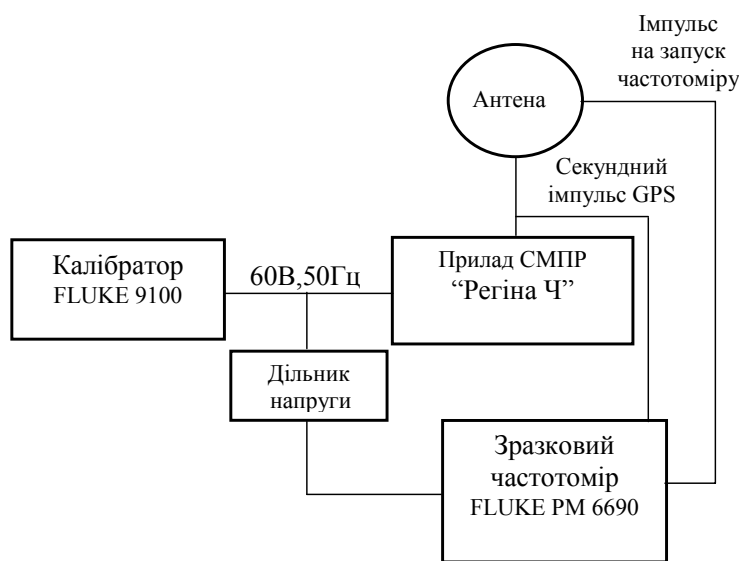 Імпульс
на запуск
частотоміру
Антена
Секундний
імпульс GPS
Калібратор
FLUKE 9100
60В,50Гц
Прилад СМПР
“Регіна Ч”
Дільник
напруги
Зразковий
частотомір
FLUKE PM 6690